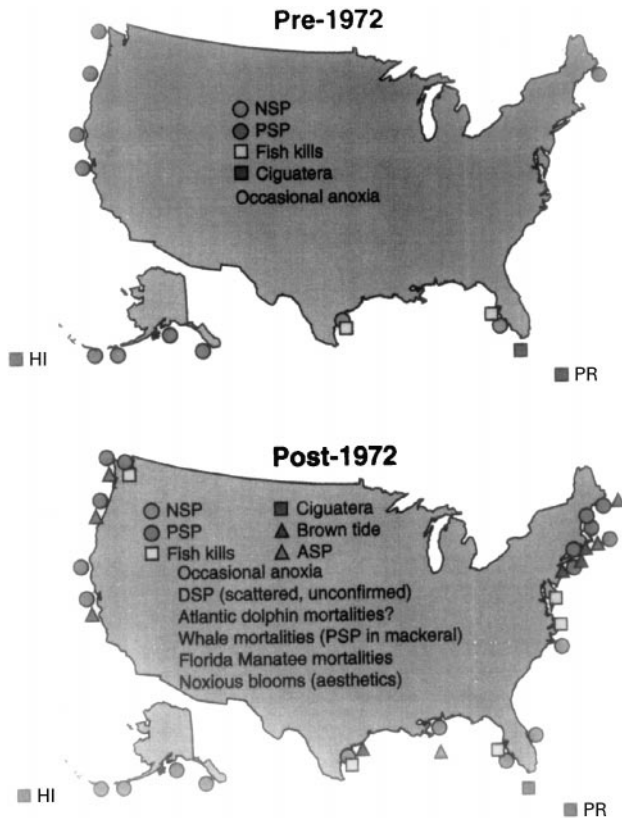 Pre-1972
NSP
PSP
Fish kills
Ciguatera
Occasional anoxia
HI
PR
Post-1972
NSP
PSP
Fish kills
Ciguatera
Brown tide
ASP
Occasional anoxia
DSP (scattered, unconfirmed)
Atlantic dolphin mortalities?
Whale mortalities (PSP in mackeral)
Florida Manatee mortalities
Noxious blooms (aesthetics)
HI
PR